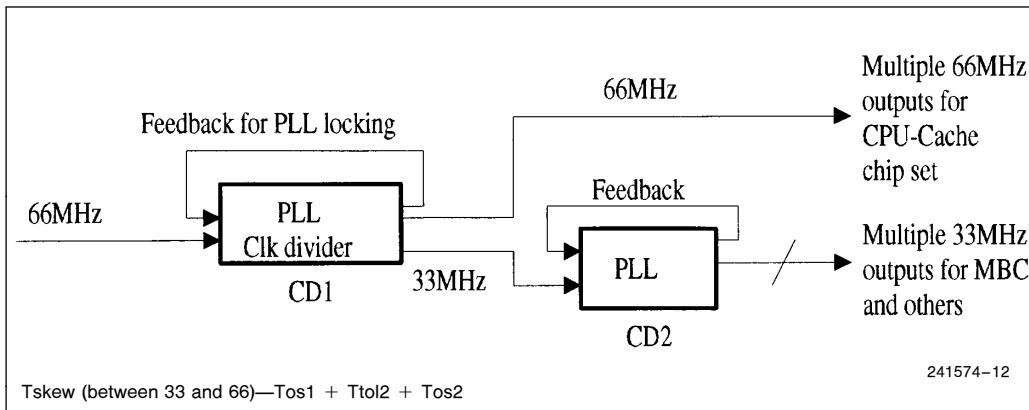 66MHz
Multiple 66MHz
outputs for
CPU-Cache
chip set
Feedback for PLL locking
Feedback
66MHz
PLL
Clk divider
CD1
33MHz
PLL
CD2
Multiple 33MHz
outputs for MBC
and others
241574–12
Tskew (between 33 and 66)—Tos1 + Ttol2 + Tos2